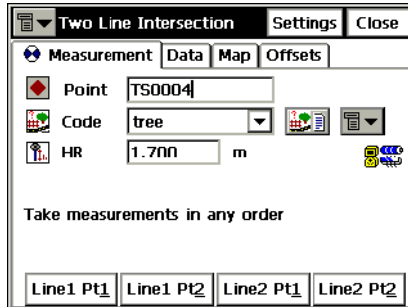 Two Line Intersection Settings Close
Measurement Data Map Offsets
Point TS0004
Code tree
HR 1.700 m
Take measurements in any order
Line1 Pt1 Line1 Pt2 Line2 Pt1 Line2 Pt2